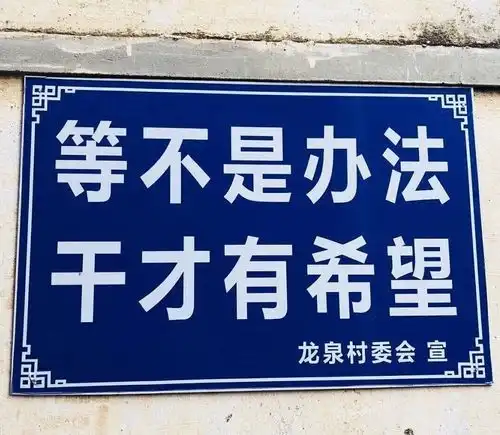 等不是办法
干才有希望
龙泉村委会 宣